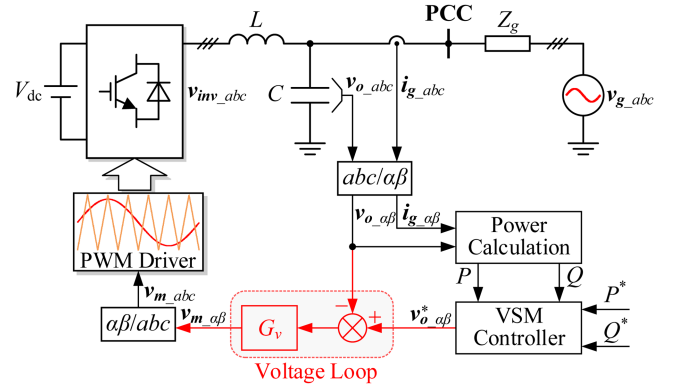 L
PCC
Z_g
V_dc
v_inv_abc
C
v_o_abc
i_g_abc
v_g_abc
abc/αβ
v_o_αβ
i_g_αβ
Power
Calculation
PWM Driver
P
Q
P*
v_m_abc
VSM
Controller
Q*
αβ/abc
v_m_αβ
G_v
−
+
v*_o_αβ
Voltage Loop